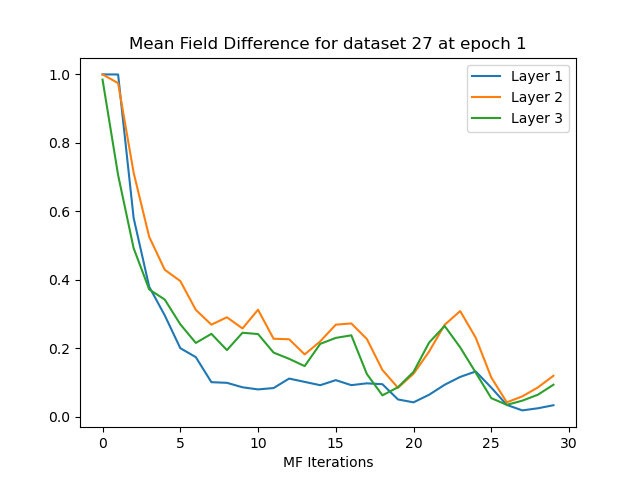 Mean Field Difference for dataset 27 at epoch 1
Layer 1
Layer 2
Layer 3
1.0
0.8
0.6
0.4
0.2
0.0
0 5 10 15 20 25 30
MF Iterations